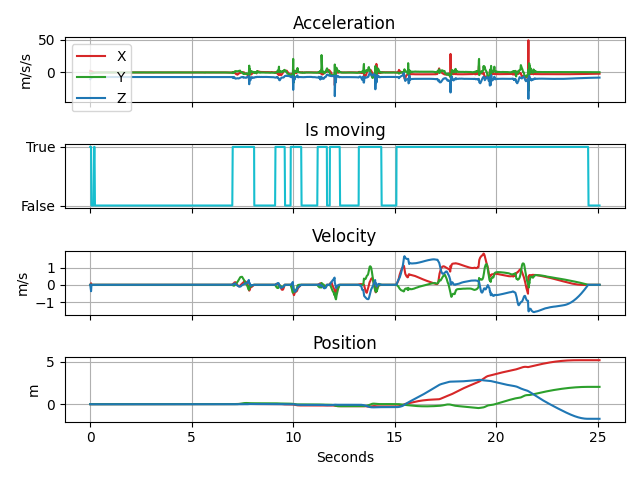 Acceleration
50
0
m/s/s
X
Y
Z
Is moving
True
False
Velocity
1
0
−1
m/s
Position
5
0
m
0 5 10 15 20 25
Seconds